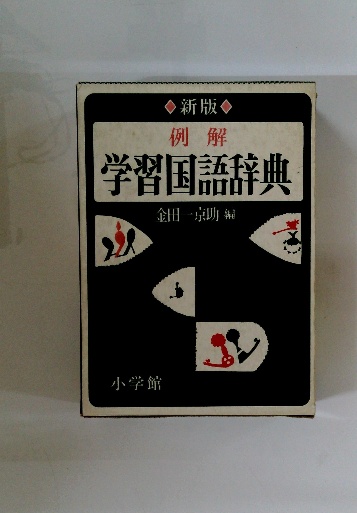 ◆新版◆
例解
学習国語辞典
金田一京助 編
小学館